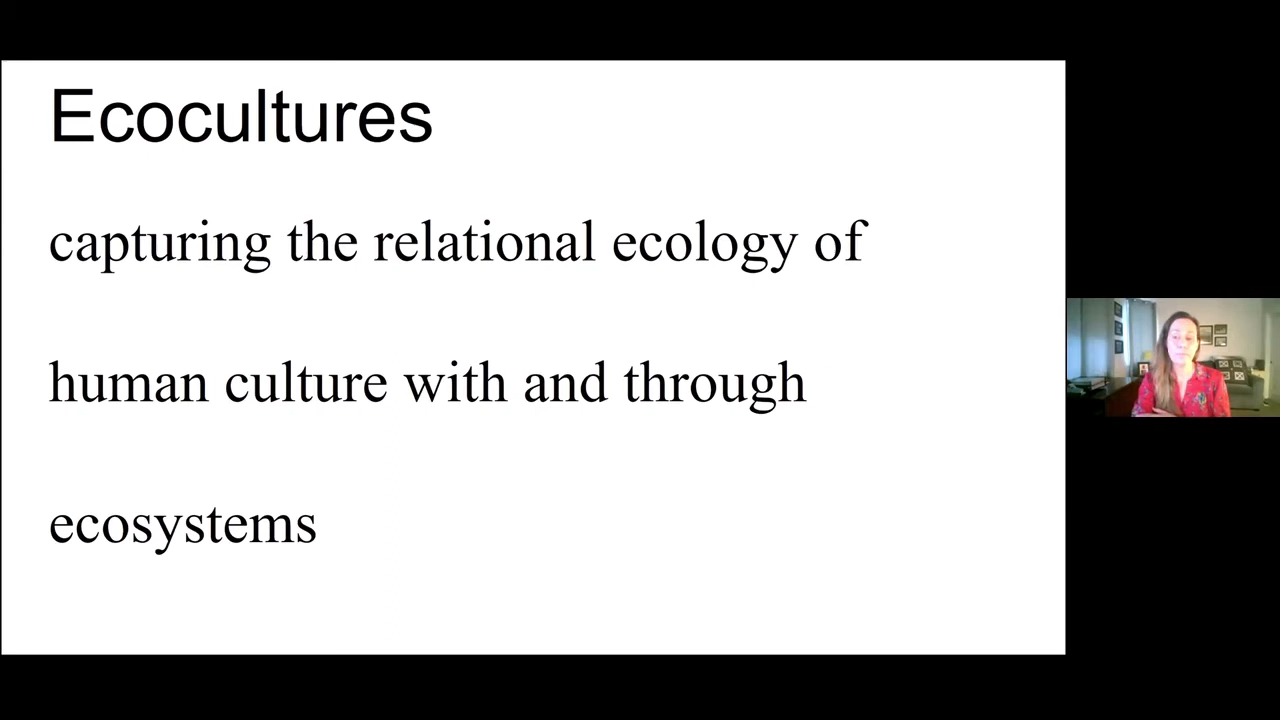 Ecocultures
capturing the relational ecology of
human culture with and through
ecosystems